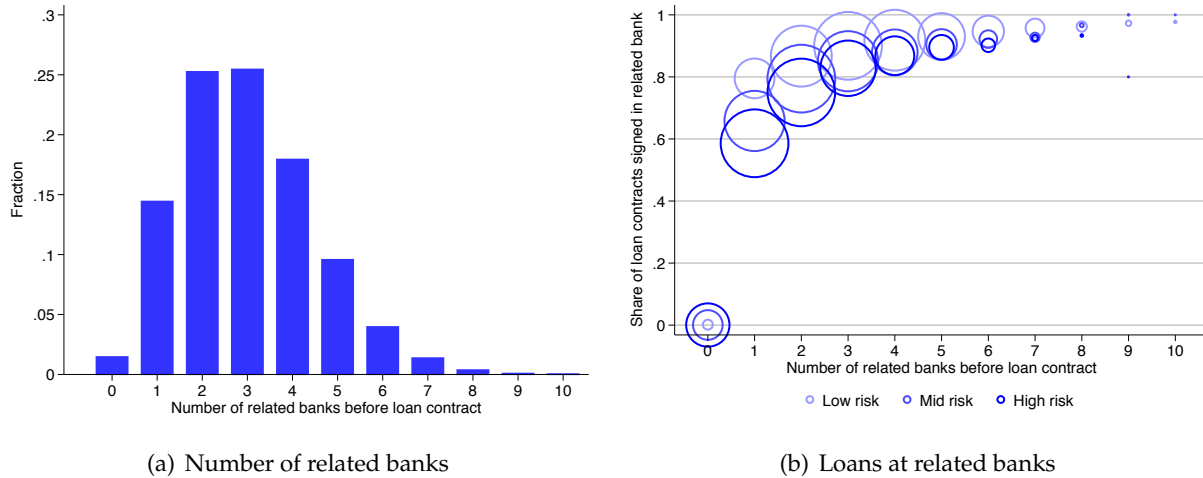 .3
.25
.2
.15
.1
.05
0
Fraction
0 1 2 3 4 5 6 7 8 9 10
Number of related banks before loan contract
(a) Number of related banks
1
.8
.6
.4
.2
0
Share of loan contracts signed in related bank
0 1 2 3 4 5 6 7 8 9 10
Number of related banks before loan contract
Low risk Mid risk High risk
(b) Loans at related banks